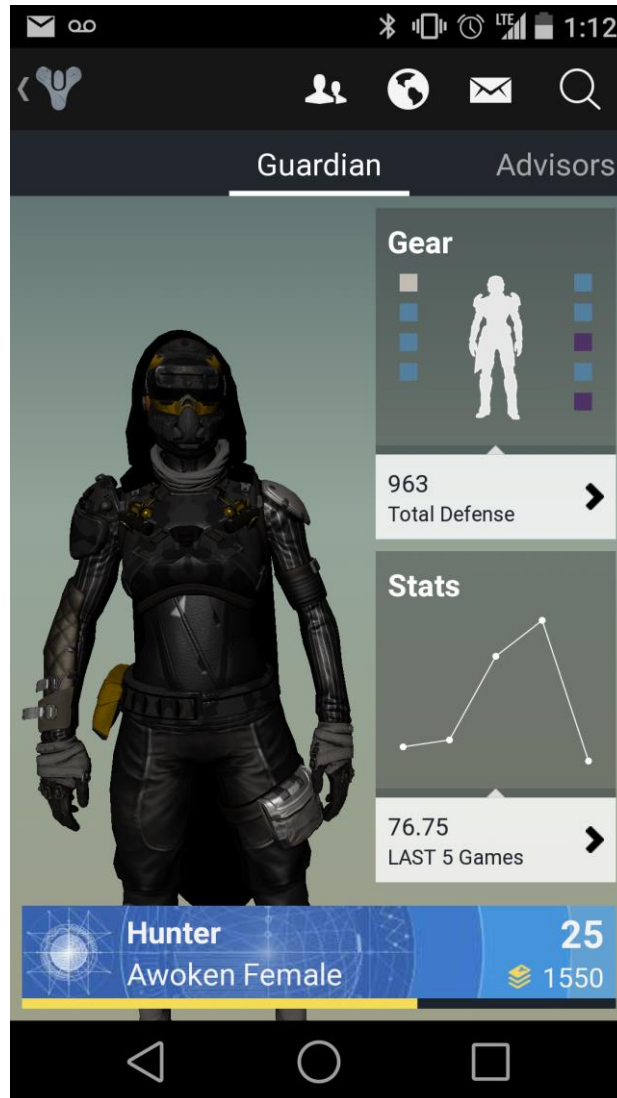 LTE 1:12
Guardian Advisors
Gear
963
Total Defense
Stats
76.75
LAST 5 Games
Hunter 25
Awoken Female 1550